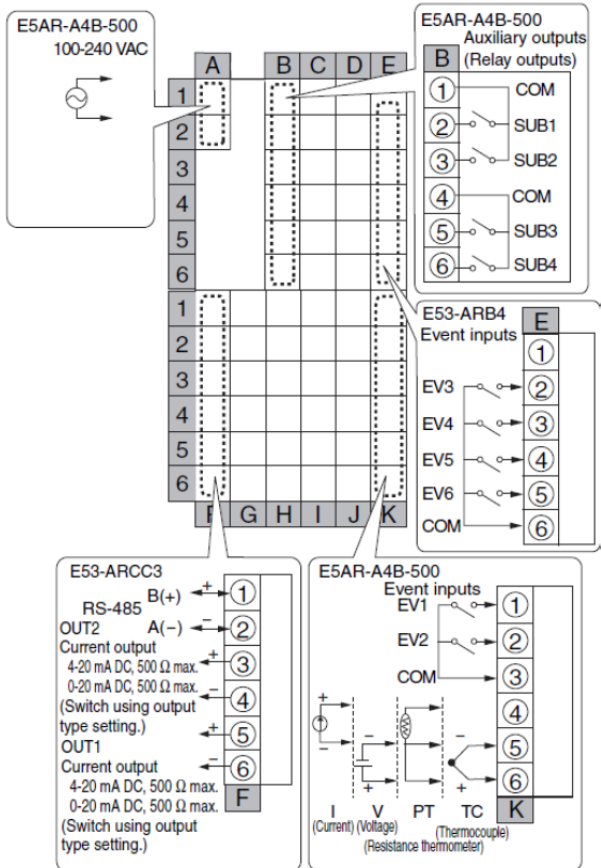 E5AR-A4B-500
100-240 VAC
E5AR-A4B-500
Auxiliary outputs
(Relay outputs)
B
1 COM
2 SUB1
3 SUB2
4 COM
5 SUB3
6 SUB4
A B C D E
1
2
3
4
5
6
1
2
3
4
5
6
F G H I J K
E53-ARB4
Event inputs
E
1
EV3 2
EV4 3
EV5 4
EV6 5
COM 6
E53-ARCC3
RS-485
B(+) + 1
A(−) − 2
OUT2
Current output
4-20 mA DC, 500 Ω max. + 3
0-20 mA DC, 500 Ω max. − 4
(Switch using output
type setting.) + 5
OUT1
Current output − 6
4-20 mA DC, 500 Ω max.
0-20 mA DC, 500 Ω max.
(Switch using output
type setting.)
F
E5AR-A4B-500
Event inputs
EV1 1
EV2 2
COM 3
4
5
6
K
+ −
− +
− +
I V PT TC
(Current) (Voltage)
(Resistance thermometer)
(Thermocouple)